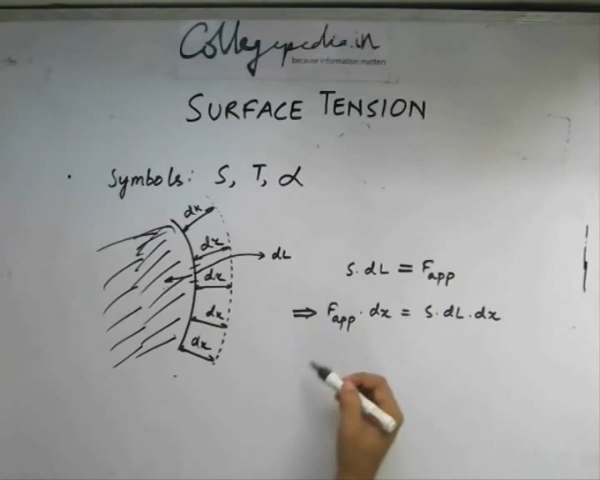 Collegepedia.in
because information matters
SURFACE TENSION
• Symbols: S, T, α
dx
dx
dL
dx
dx
dx
S.dL = Fapp
⇒ Fapp . dx = S.dL.dx